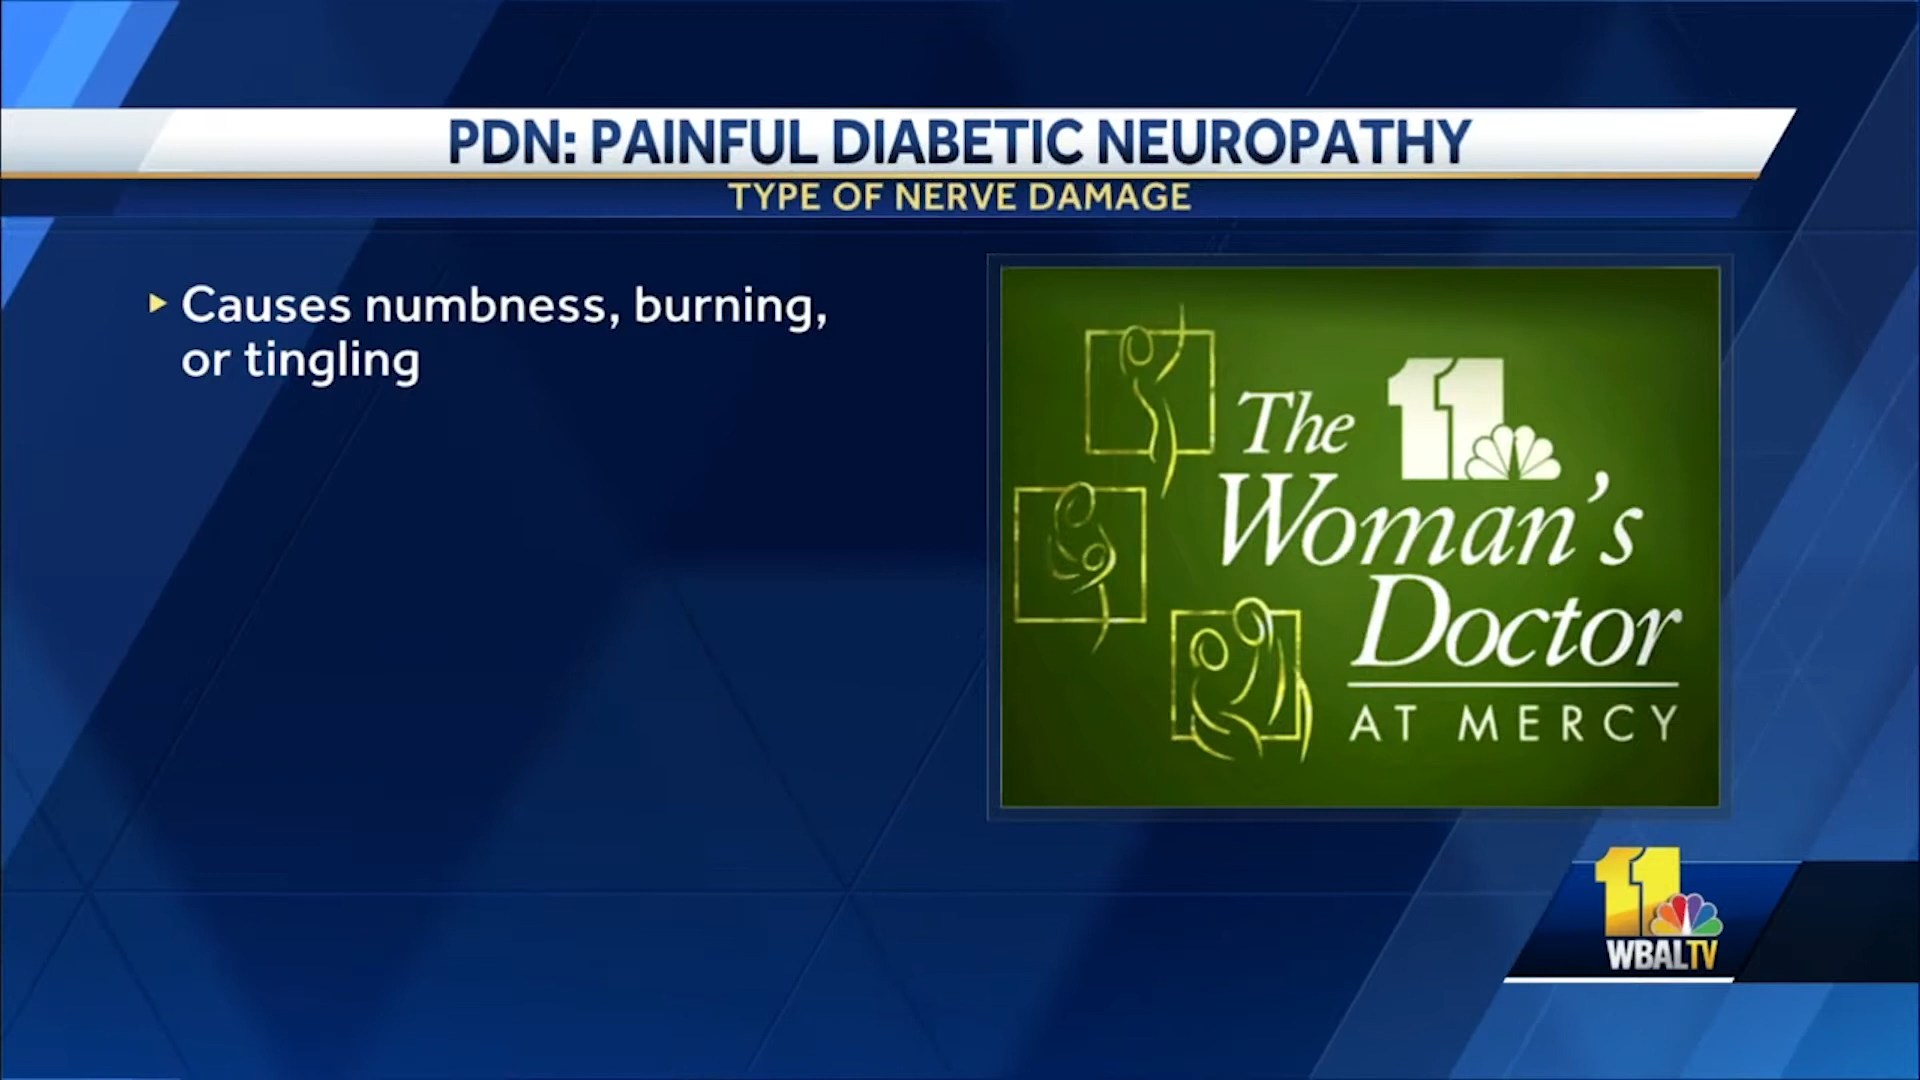 PDN: PAINFUL DIABETIC NEUROPATHY
TYPE OF NERVE DAMAGE
Causes numbness, burning,
or tingling
The 11
Woman's
Doctor
AT MERCY
11
WBALTV